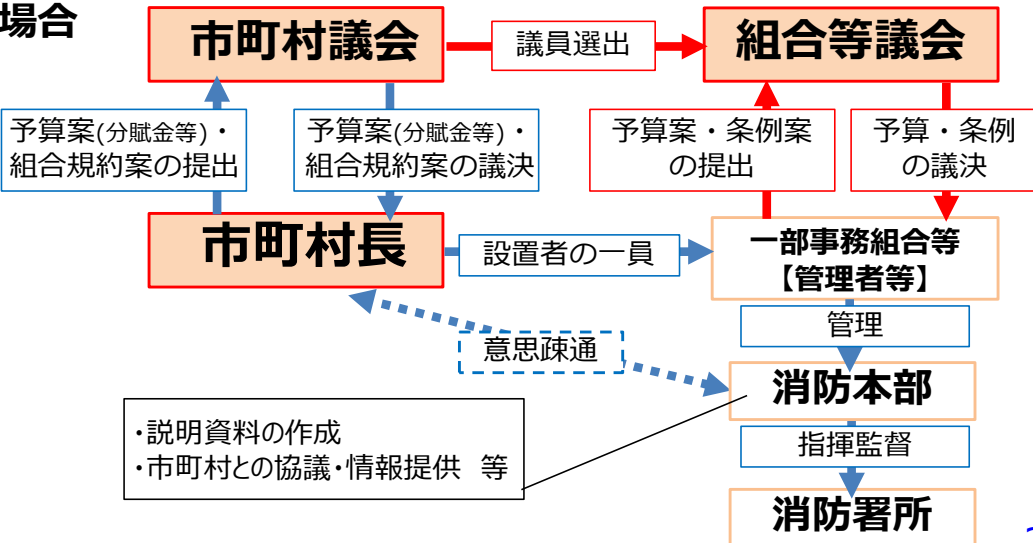 場合
市町村議会
議員選出
組合等議会
予算案(分賦金等)・
組合規約案の提出
予算案(分賦金等)・
組合規約案の議決
予算案・条例案
の提出
予算・条例
の議決
市町村長
設置者の一員
一部事務組合等
【管理者等】
管理
意思疎通
消防本部
・説明資料の作成
・市町村との協議・情報提供 等
指揮監督
消防署所